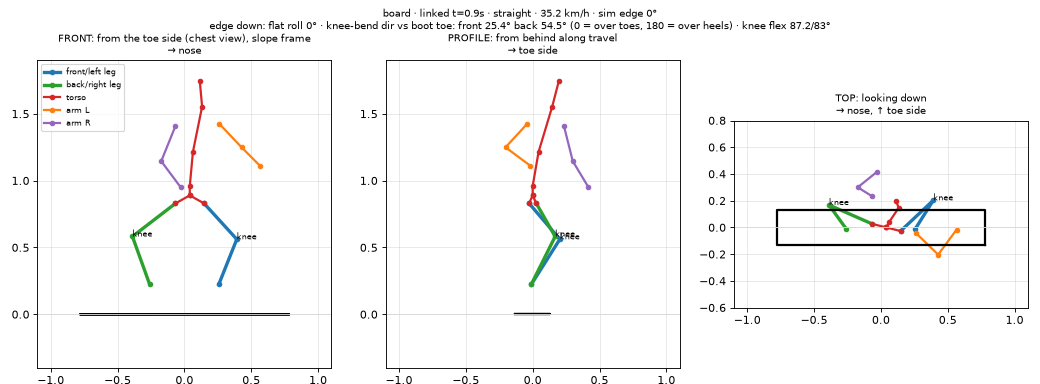 board · linked t=0.9s · straight · 35.2 km/h · sim edge 0°
edge down: flat roll 0° · knee-bend dir vs boot toe: front 25.4° back 54.5° (0 = over toes, 180 = over heels) · knee flex 87.2/83°
FRONT: from the toe side (chest view), slope frame
→ nose
PROFILE: from behind along travel
→ toe side
TOP: looking down
→ nose, ↑ toe side
front/left leg
back/right leg
torso
arm L
arm R
knee
knee
knee
knee
knee
knee
1.5
1.0
0.5
0.0
−1.0
−0.5
0.0
0.5
1.0
1.5
1.0
0.5
0.0
−1.0
−0.5
0.0
0.5
1.0
0.8
0.6
0.4
0.2
0.0
−0.2
−0.4
−0.6
−1.0
−0.5
0.0
0.5
1.0